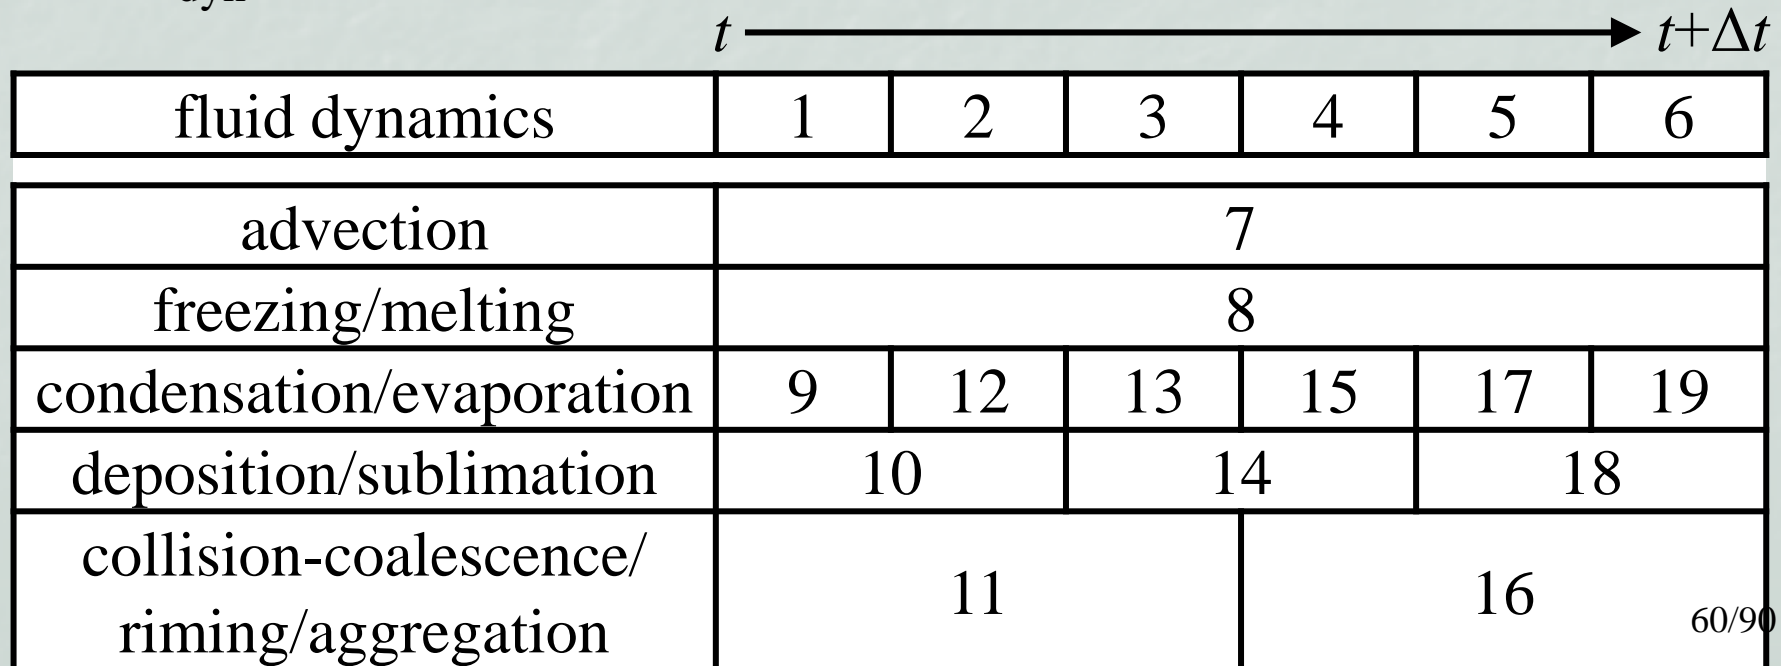 dyn
t t+Δt
fluid dynamics 1 2 3 4 5 6
advection 7
freezing/melting 8
condensation/evaporation 9 12 13 15 17 19
deposition/sublimation 10 14 18
collision-coalescence/
riming/aggregation 11 16
60/90